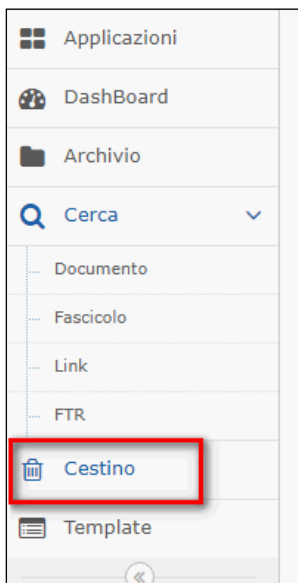 Applicazioni
DashBoard
Archivio
Cerca
Documento
Fascicolo
Link
FTR
Cestino
Template